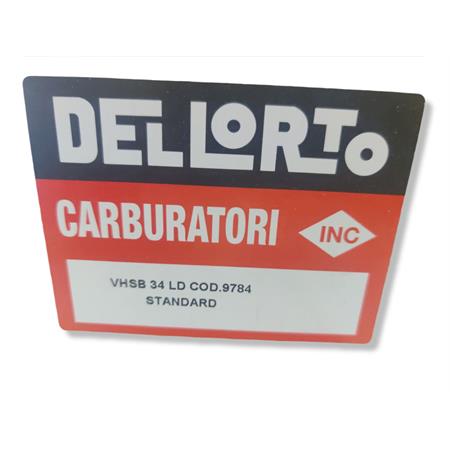 DELLORTO
CARBURATORI INC
VHSB 34 LD COD.9784
STANDARD